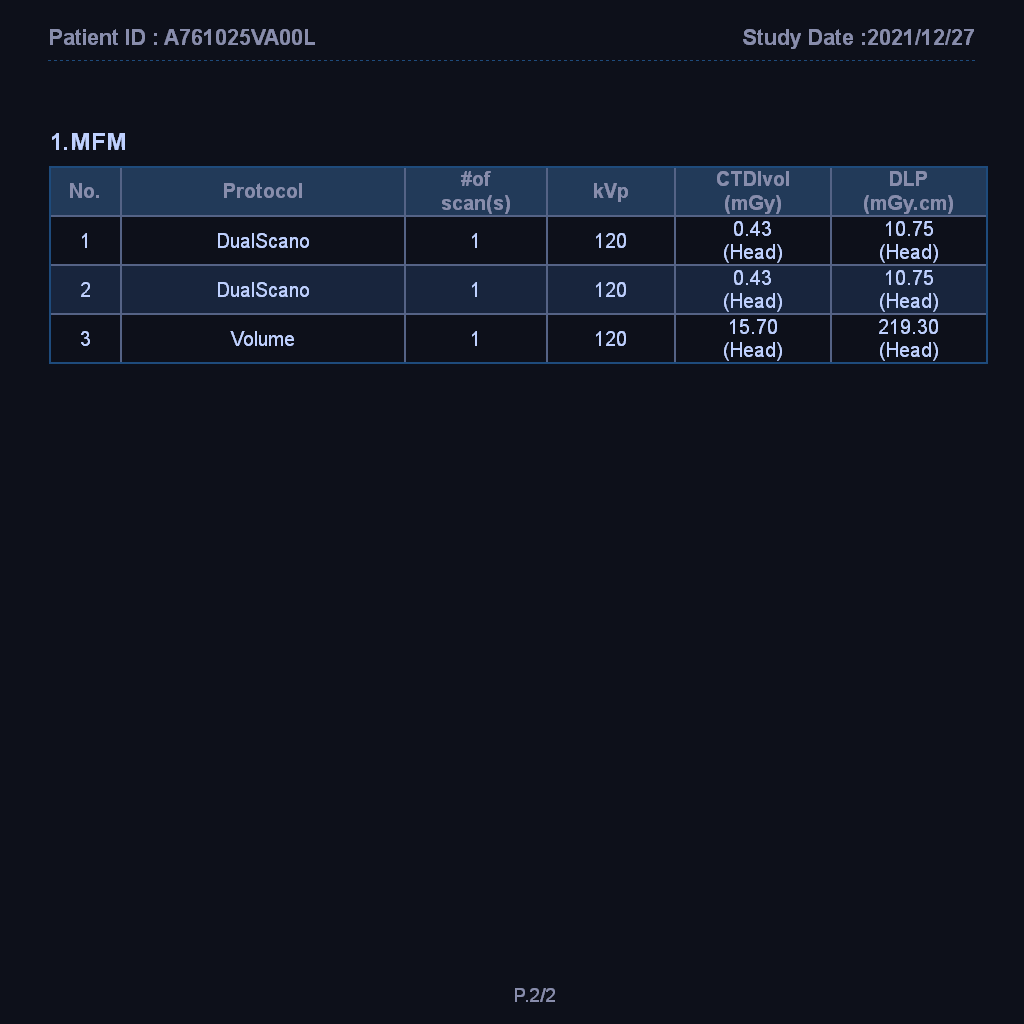 Patient ID : A761025VA00L Study Date :2021/12/27
1.MFM
No. Protocol #of scan(s) kVp CTDIvol (mGy) DLP (mGy.cm)
1 DualScano 1 120 0.43 (Head) 10.75 (Head)
2 DualScano 1 120 0.43 (Head) 10.75 (Head)
3 Volume 1 120 15.70 (Head) 219.30 (Head)
P.2/2